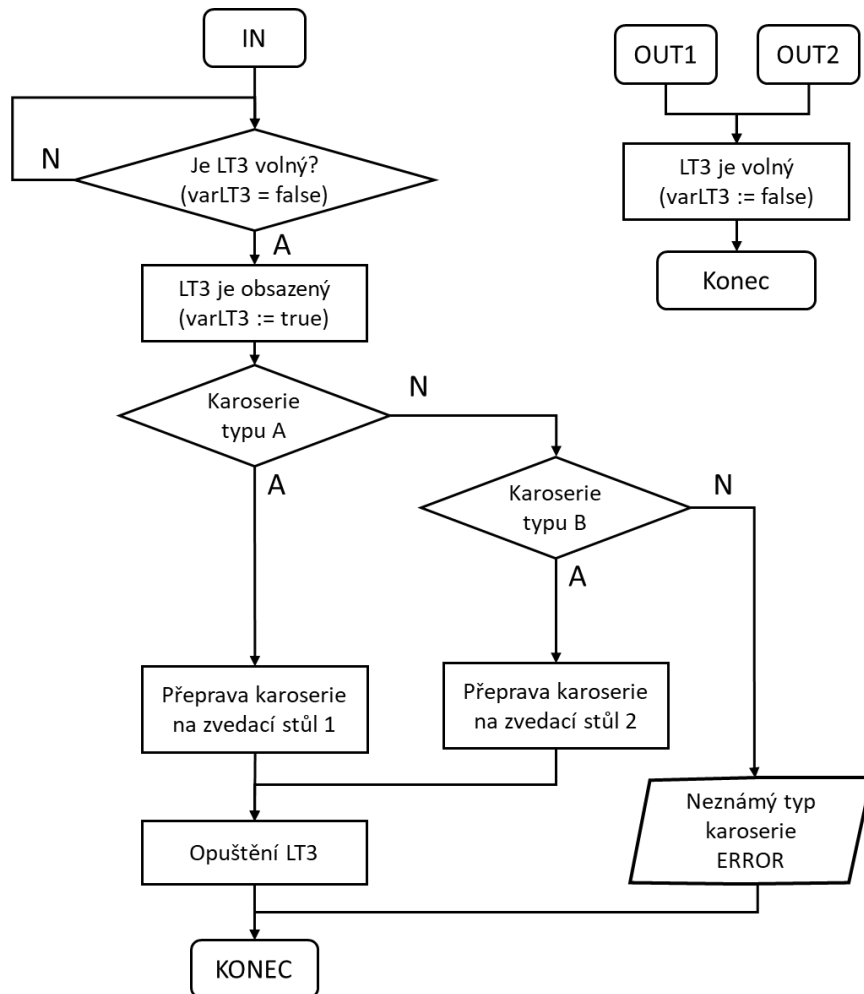 IN
OUT1
OUT2
N
Je LT3 volný?
(varLT3 = false)
LT3 je volný
(varLT3 := false)
A
LT3 je obsazený
(varLT3 := true)
Konec
Karoserie
typu A
N
A
Karoserie
typu B
N
A
Přeprava karoserie
na zvedací stůl 1
Přeprava karoserie
na zvedací stůl 2
Opuštění LT3
Neznámý typ
karoserie
ERROR
KONEC